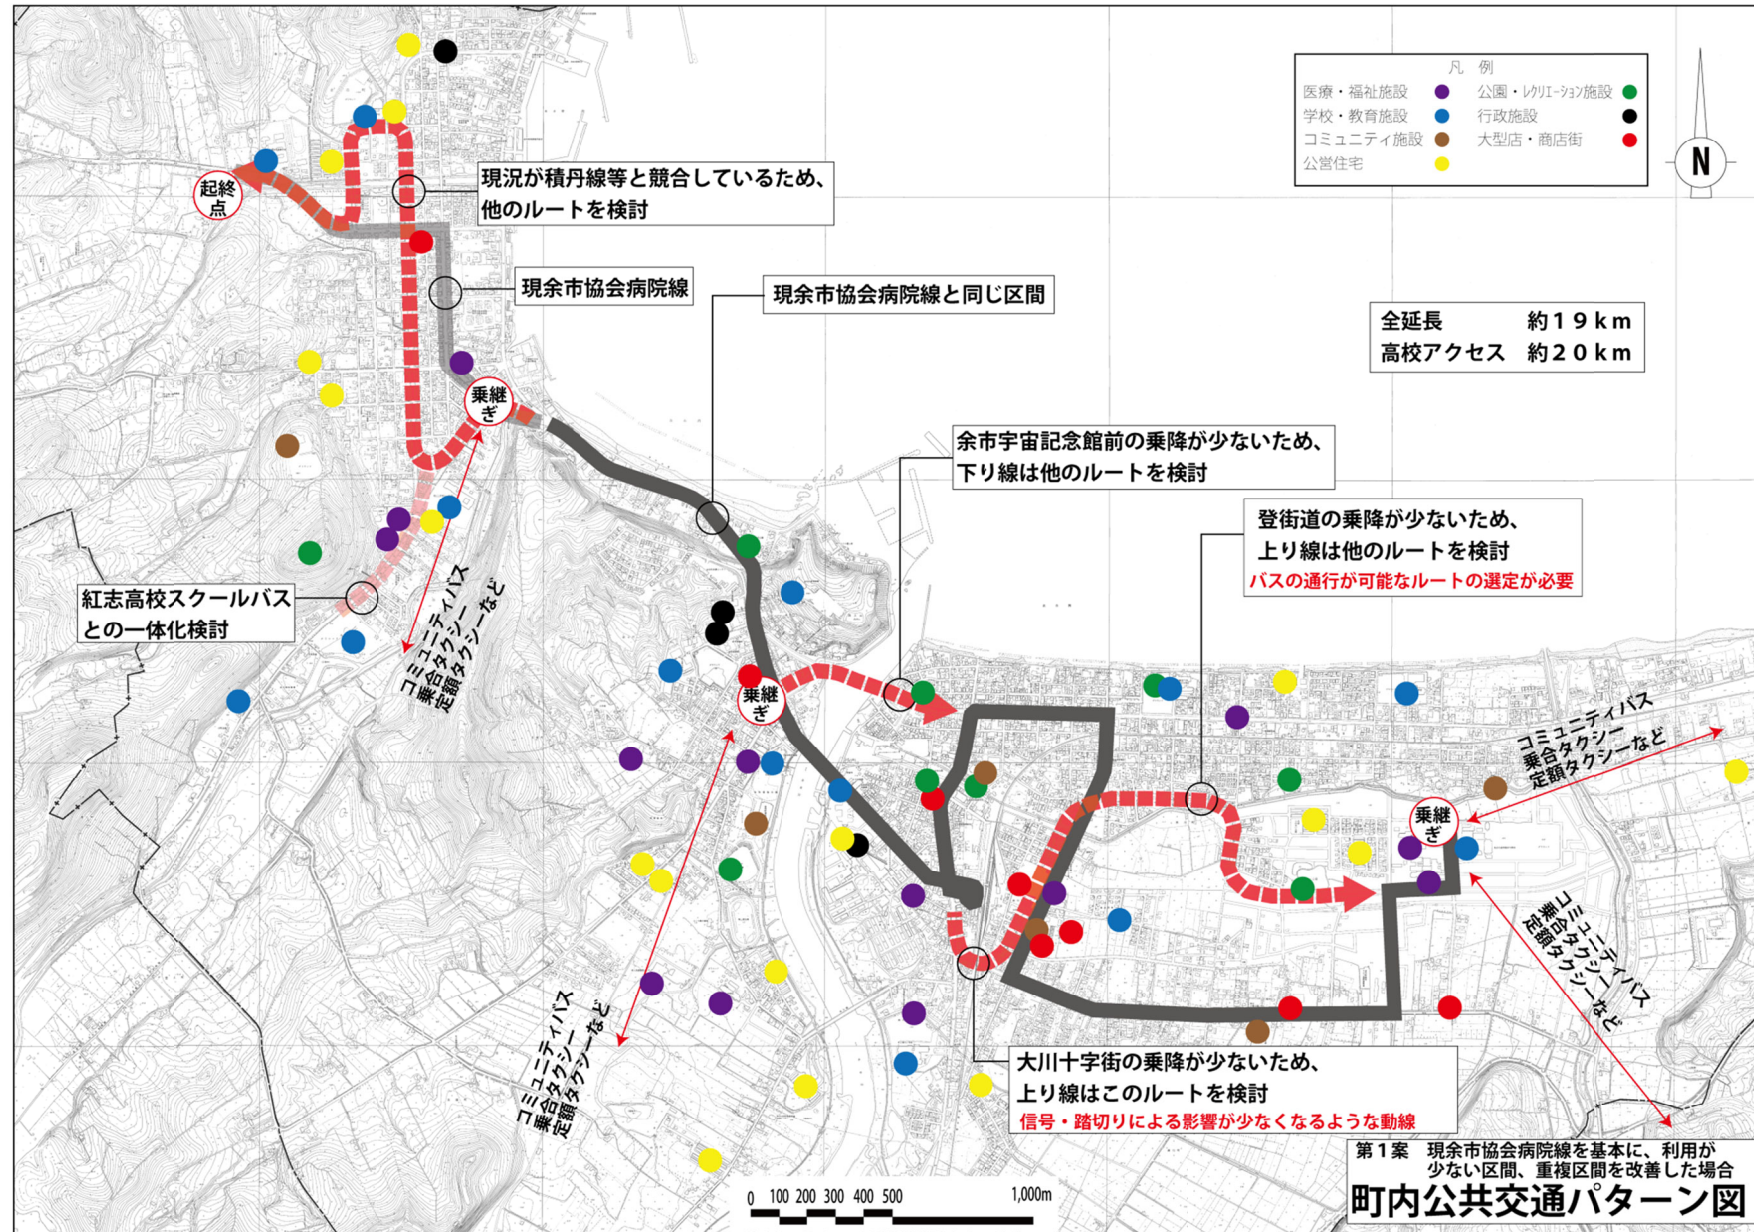 凡 例
医療・福祉施設
公園・レクリエーション施設
学校・教育施設
行政施設
コミュニティ施設
大型店・商店街
公営住宅
N
起終
点
現況が積丹線等と競合しているため、
他のルートを検討
現余市協会病院線
現余市協会病院線と同じ区間
全延長 約19km
高校アクセス 約20km
乗継
ぎ
余市宇宙記念館前の乗降が少ないため、
下り線は他のルートを検討
登街道の乗降が少ないため、
上り線は他のルートを検討
バスの通行が可能なルートの選定が必要
紅志高校スクールバス
との一体化検討
コミュニティバス
乗合タクシー
定額タクシーなど
乗継
ぎ
コミュニティバス
乗合タクシー
定額タクシーなど
乗継
ぎ
コミュニティバス
乗合タクシー
定額タクシーなど
コミュニティバス
乗合タクシー
定額タクシーなど
大川十字街の乗降が少ないため、
上り線はこのルートを検討
信号・踏切りによる影響が少なくなるような動線
0 100 200 300 400 500 1,000m
第1案 現余市協会病院線を基本に、利用が
少ない区間、重複区間を改善した場合
町内公共交通パターン図